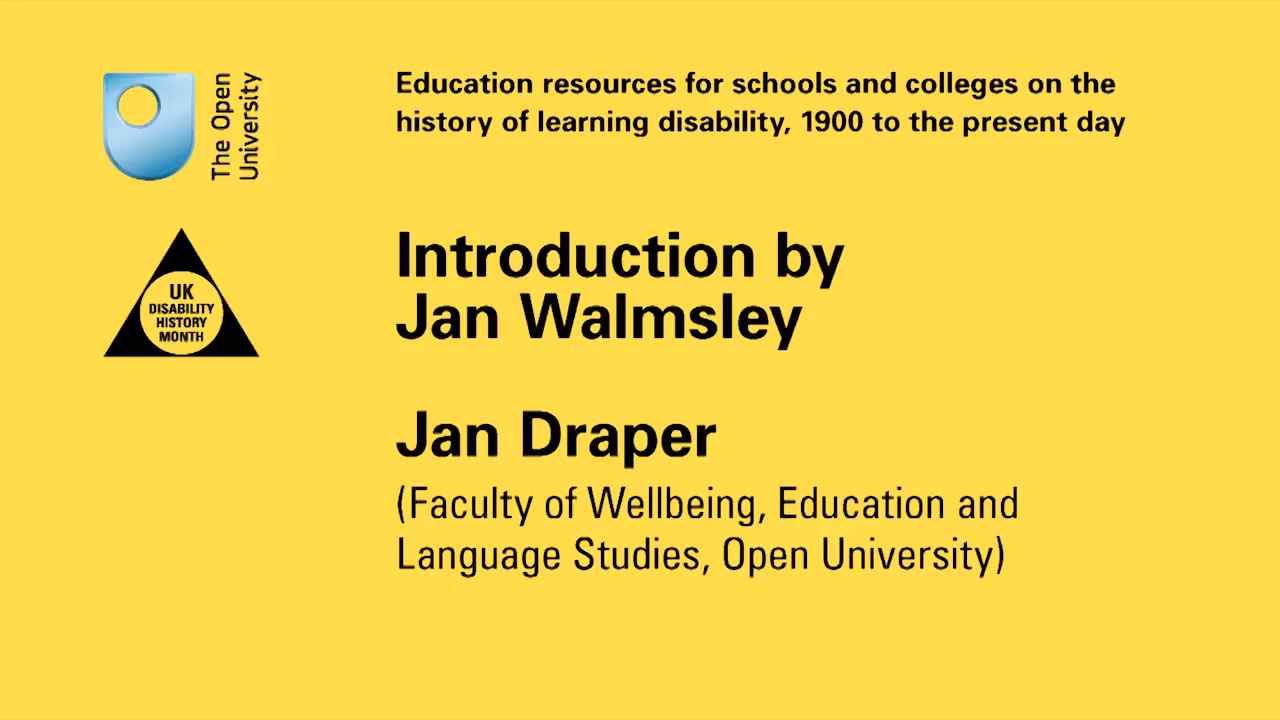 The Open
University
Education resources for schools and colleges on the
history of learning disability, 1900 to the present day
UK
DISABILITY
HISTORY
MONTH
Introduction by
Jan Walmsley
Jan Draper
(Faculty of Wellbeing, Education and
Language Studies, Open University)